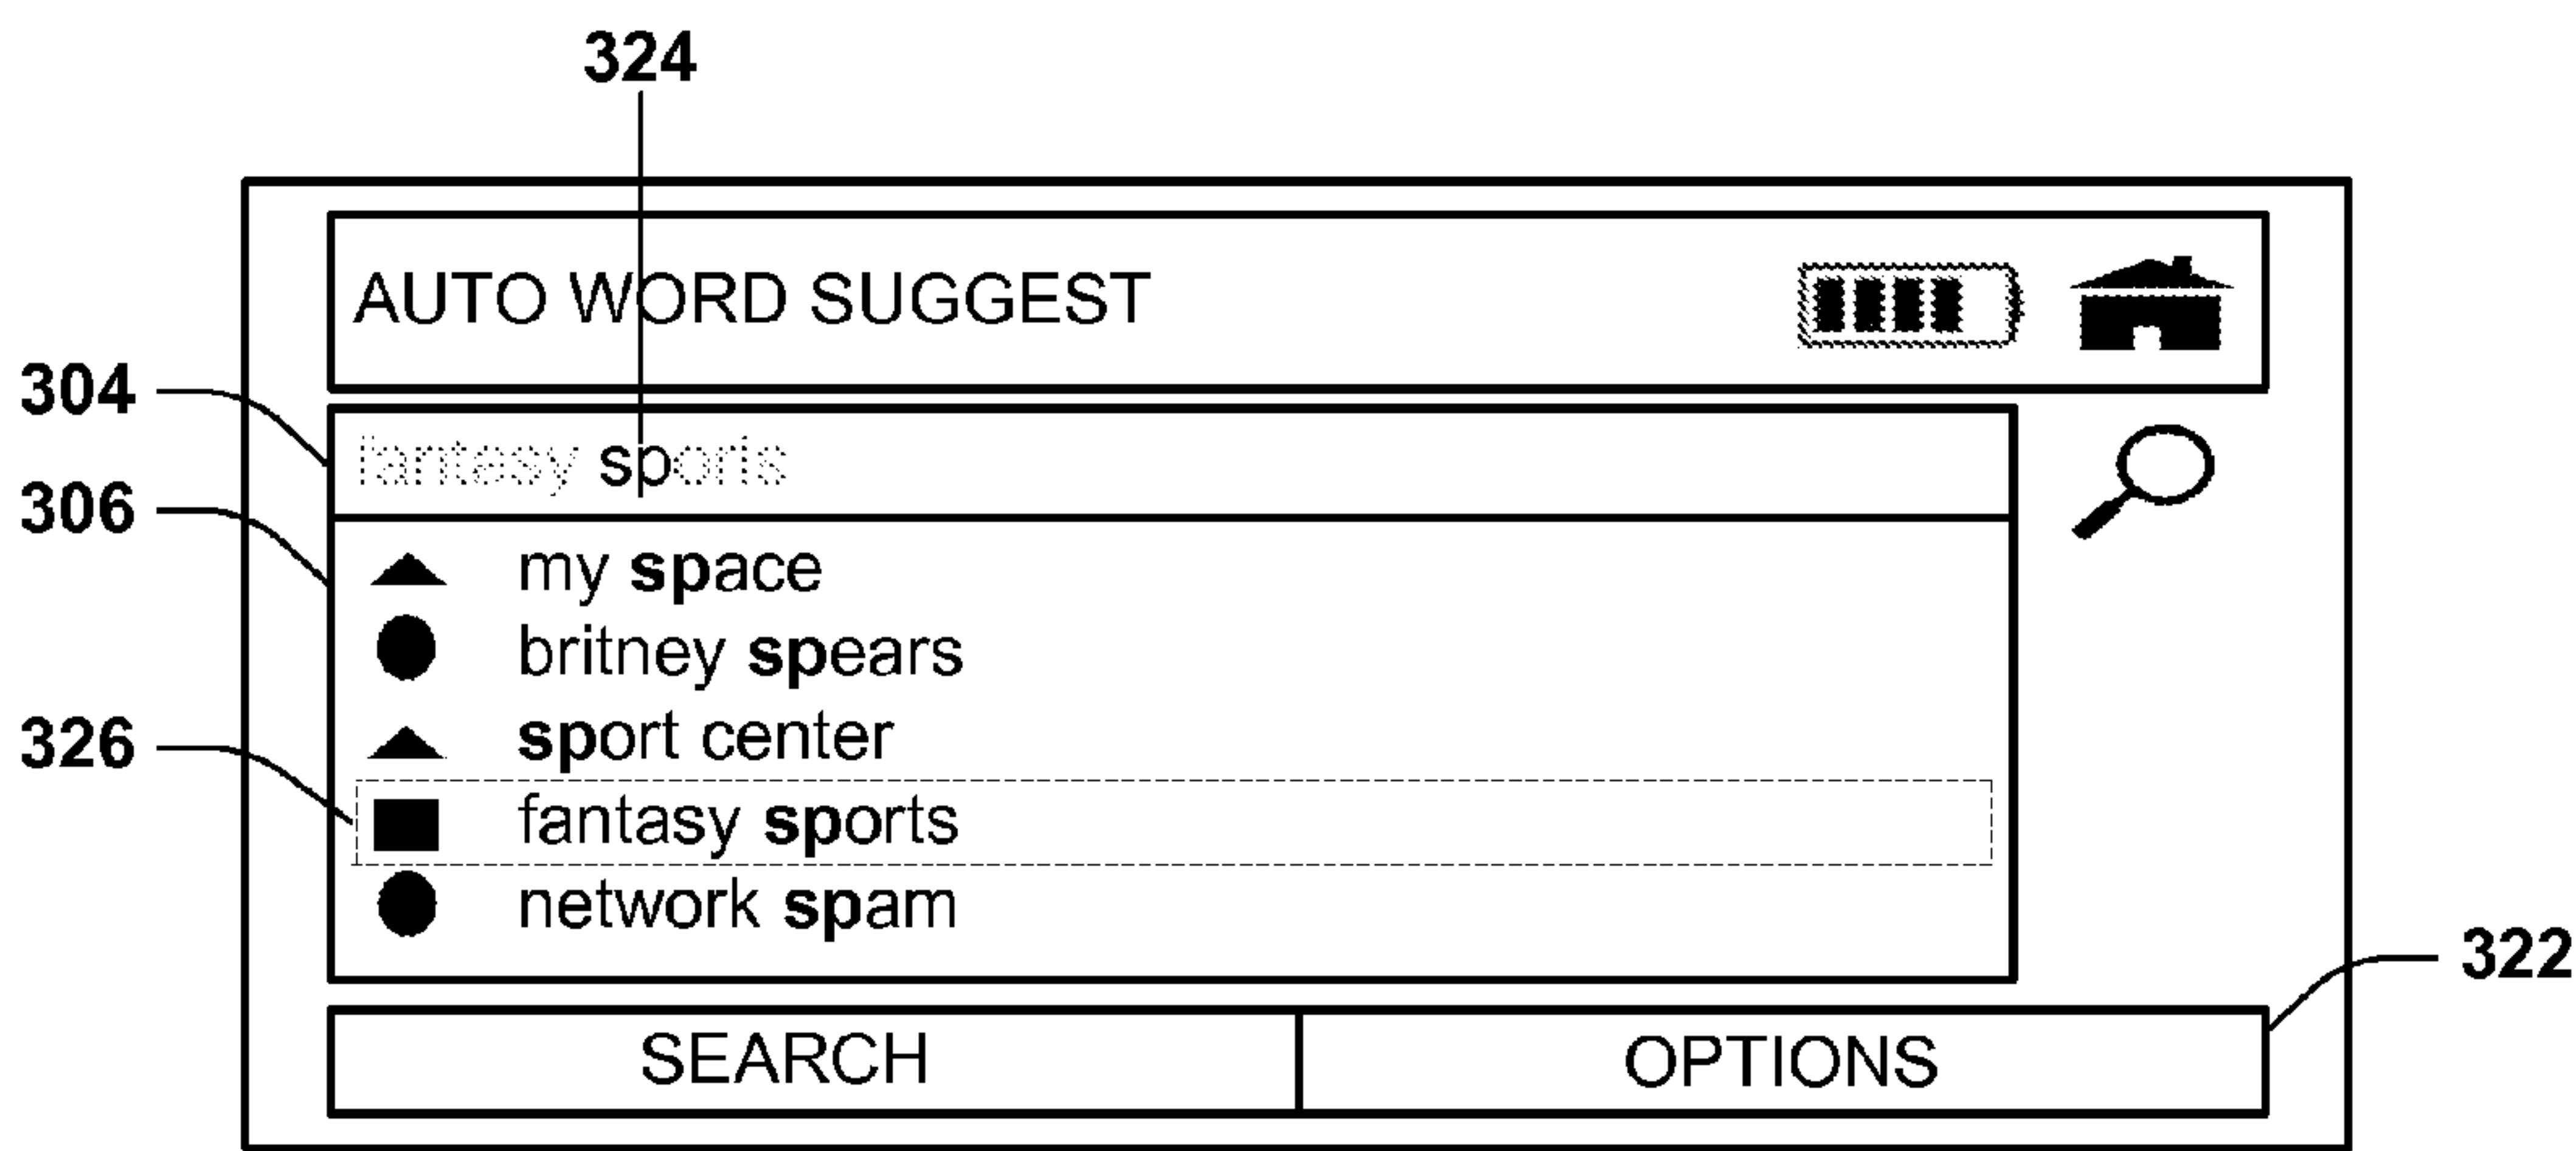 324
AUTO WORD SUGGEST
304
fantasy sports
306
my space
britney spears
sport center
326
fantasy sports
network spam
322
SEARCH OPTIONS